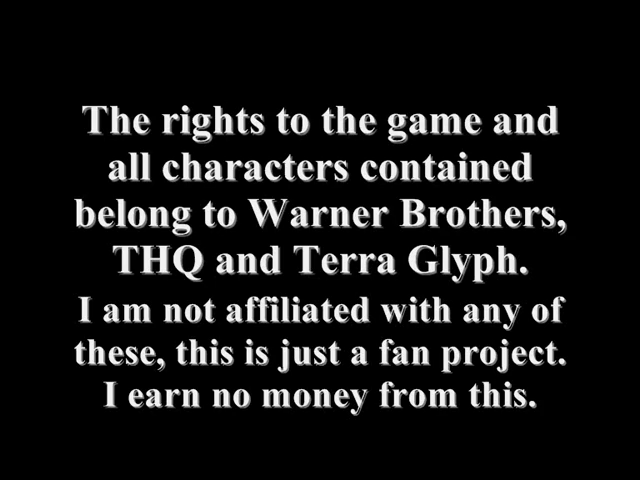 The rights to the game and
all characters contained
belong to Warner Brothers,
THQ and Terra Glyph.
I am not affiliated with any of
these, this is just a fan project.
I earn no money from this.